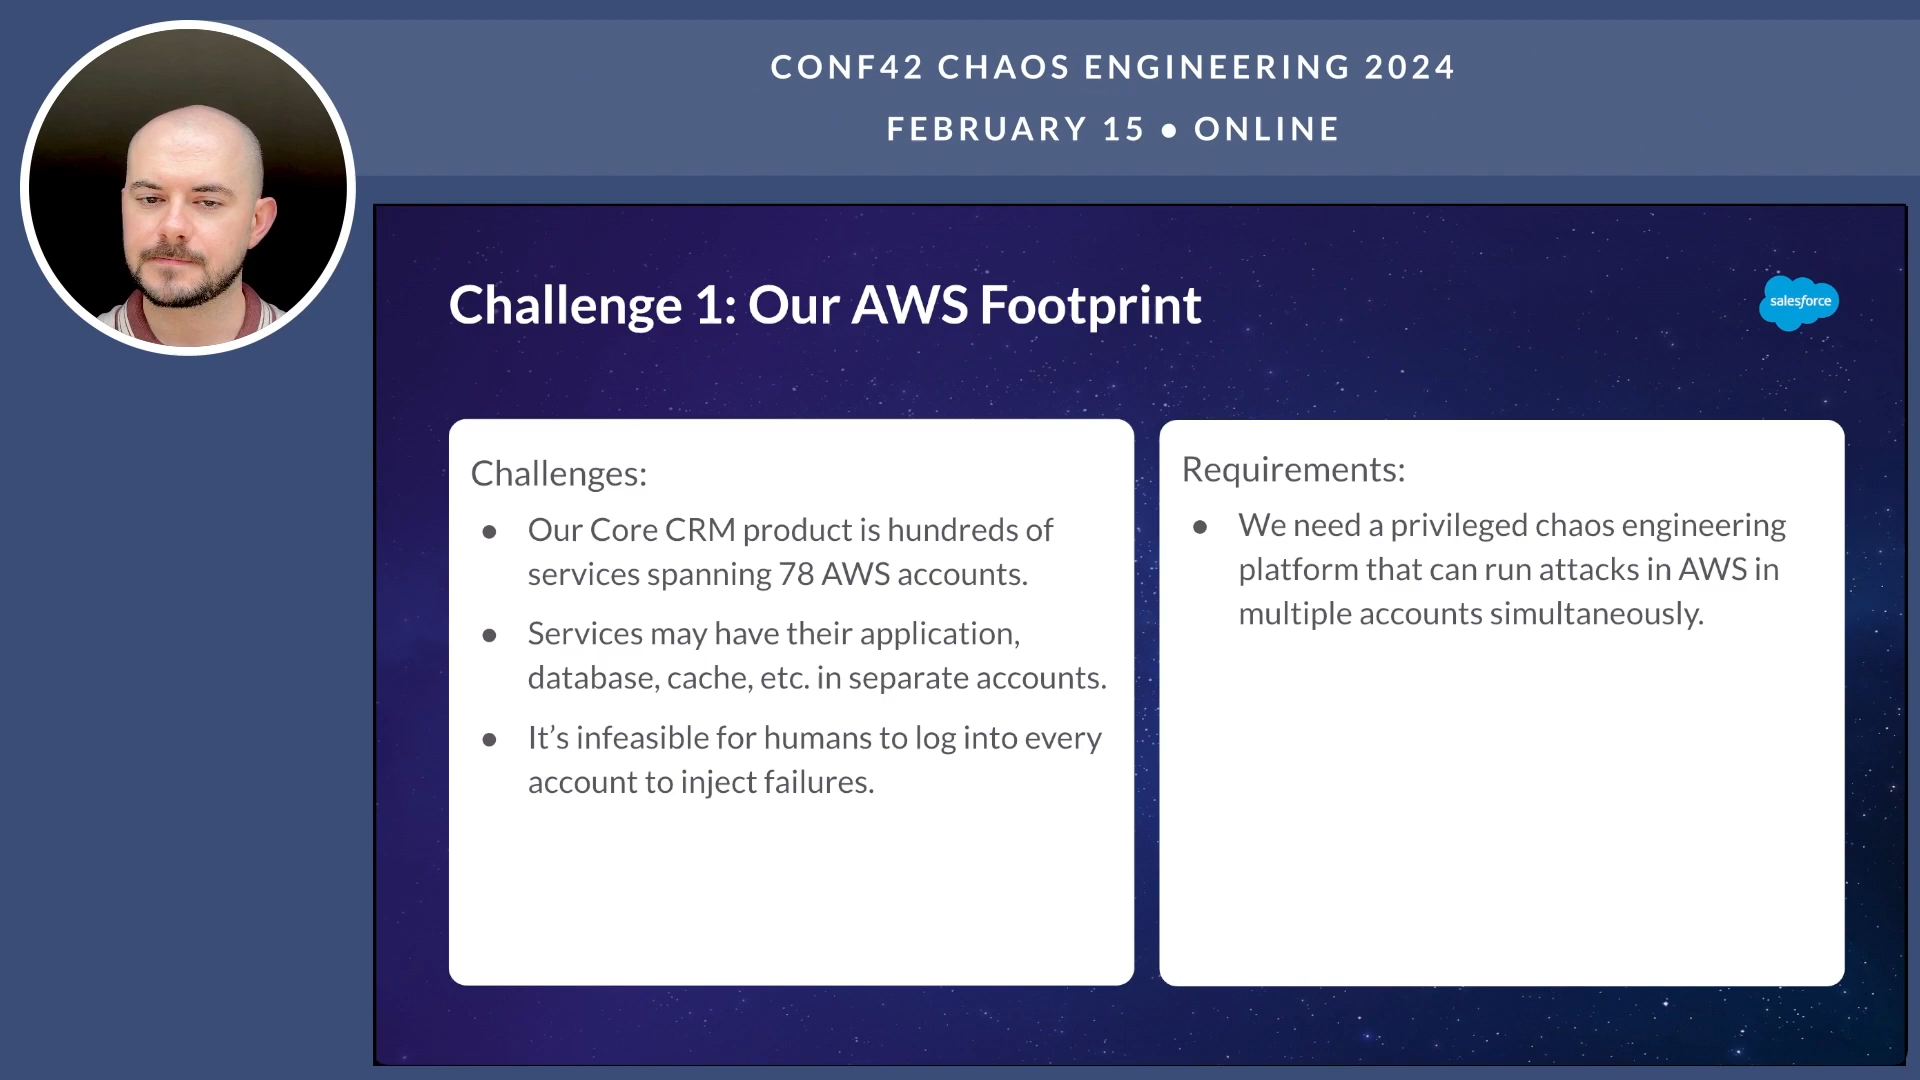 CONF42 CHAOS ENGINEERING 2024
FEBRUARY 15 ● ONLINE
Challenge 1: Our AWS Footprint
salesforce
Challenges:
● Our Core CRM product is hundreds of
services spanning 78 AWS accounts.
● Services may have their application,
database, cache, etc. in separate accounts.
● It’s infeasible for humans to log into every
account to inject failures.
Requirements:
● We need a privileged chaos engineering
platform that can run attacks in AWS in
multiple accounts simultaneously.